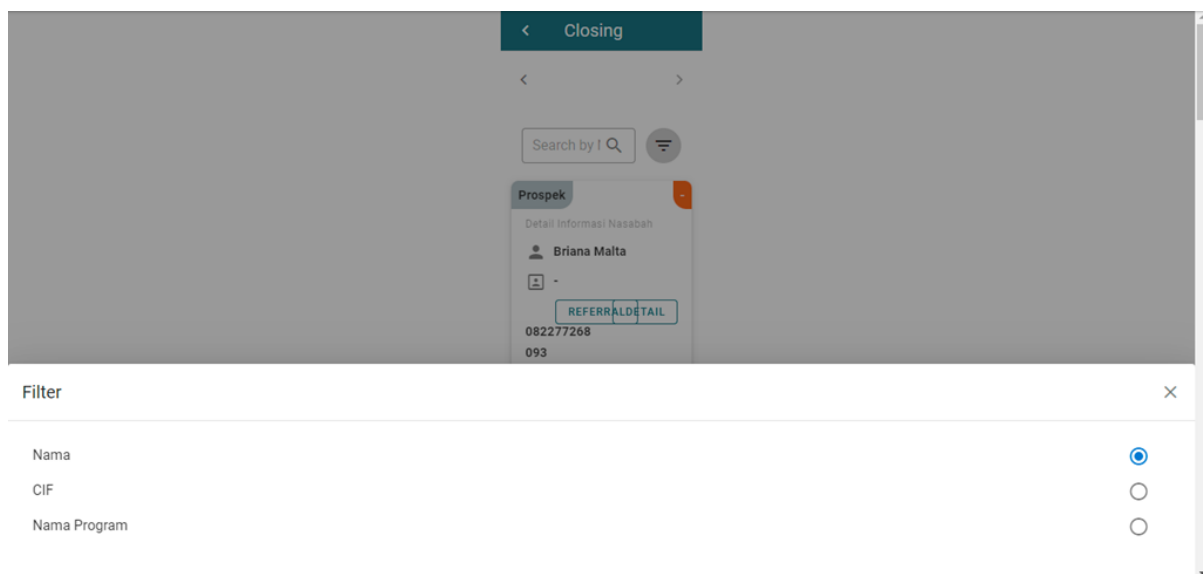 Closing
Search by
Prospek
-
Detail Informasi Nasabah
Briana Malta
-
REFERRAL DETAIL
082277268
093
Filter
Nama
CIF
Nama Program